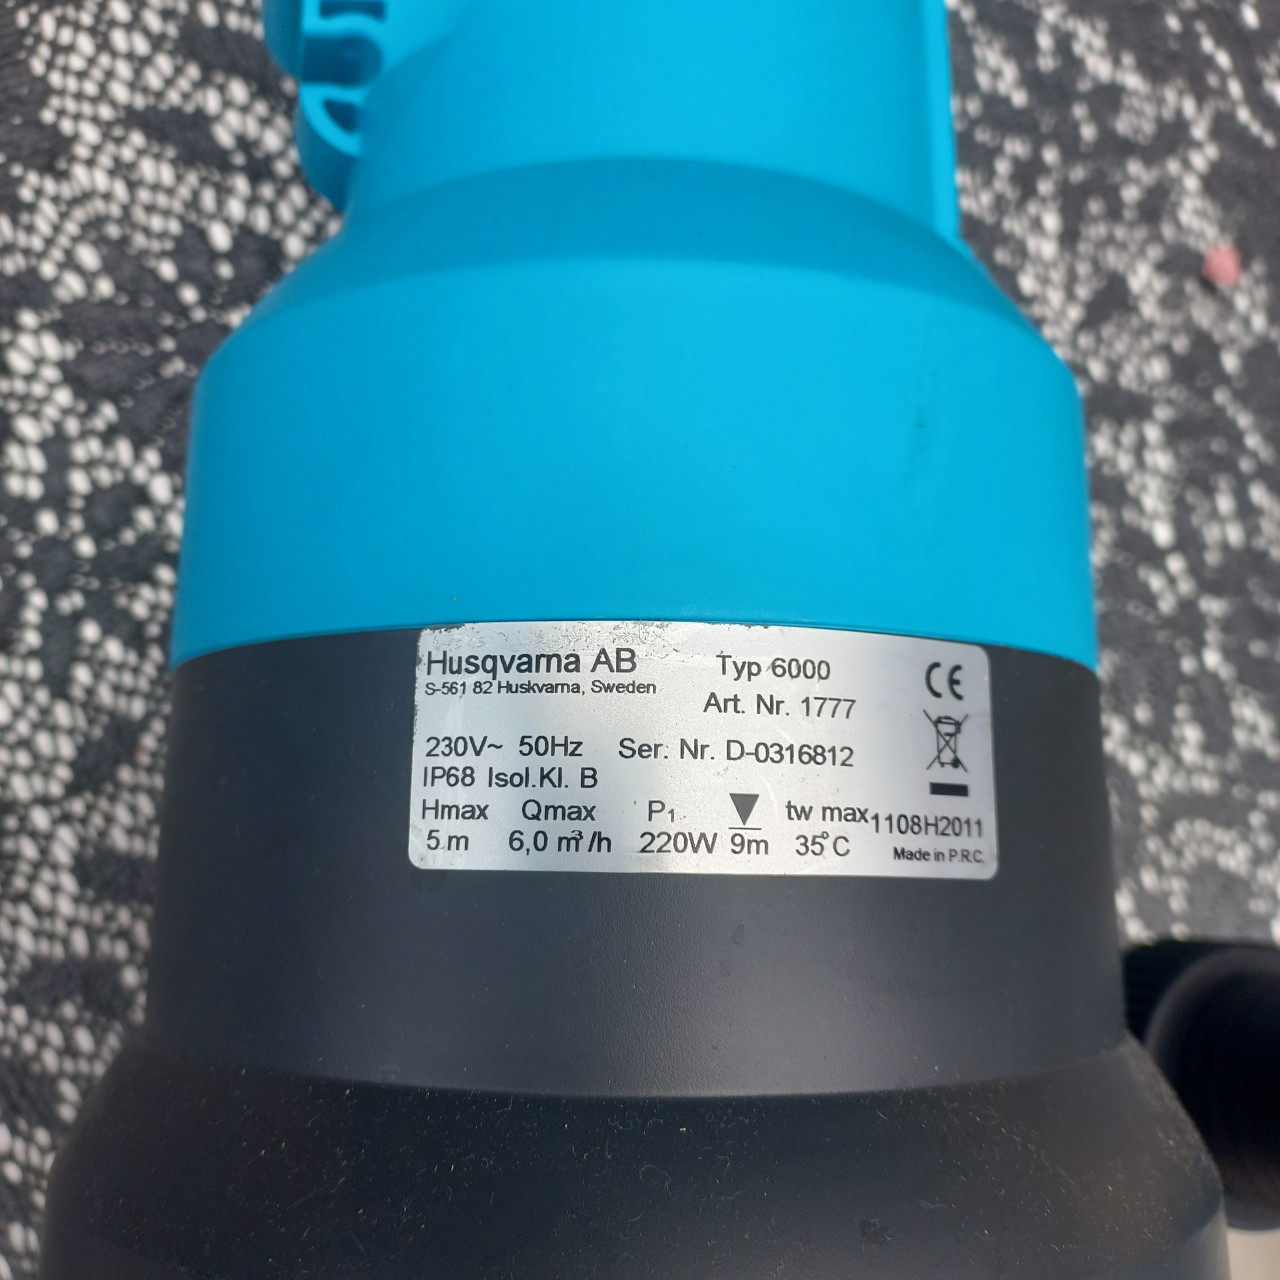 Husqvarna AB
S-561 82 Huskvarna, Sweden
Typ 6000
Art. Nr. 1777
CE
230V~ 50Hz
Ser. Nr. D-0316812
IP68 Isol.Kl. B
Hmax Qmax P₁ tw max
5 m 6,0 m³/h 220W 9m 35°C
1108H2011
Made in P.R.C.